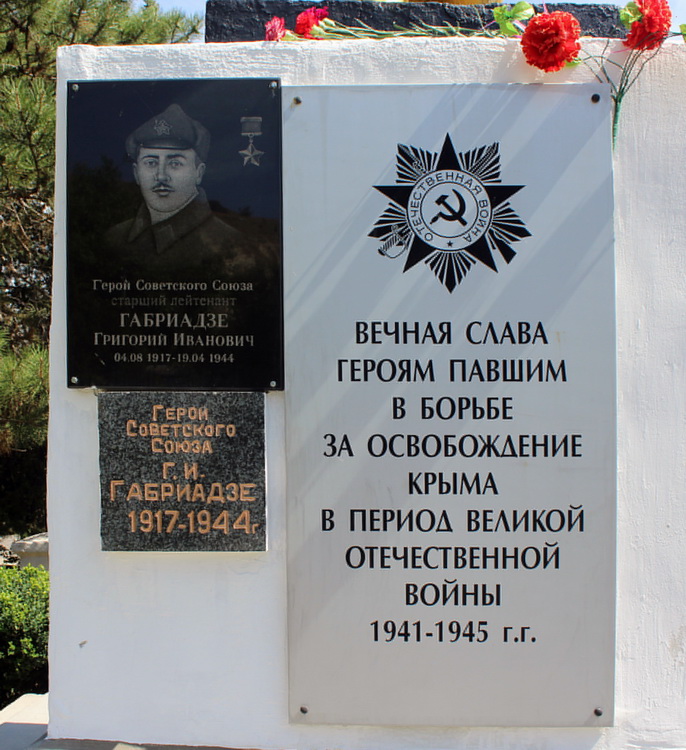 Герой Советского Союза
старший лейтенант
ГАБРИАДЗЕ
Григорий Иванович
04.08 1917-19.04 1944
Герой
Советского
Союза
Г.И.
Габриадзе
1917-1944г
ОТЕЧЕСТВЕННАЯ ВОЙНА
ВЕЧНАЯ СЛАВА
ГЕРОЯМ ПАВШИМ
В БОРЬБЕ
ЗА ОСВОБОЖДЕНИЕ
КРЫМА
В ПЕРИОД ВЕЛИКОЙ
ОТЕЧЕСТВЕННОЙ
ВОЙНЫ
1941-1945 г.г.